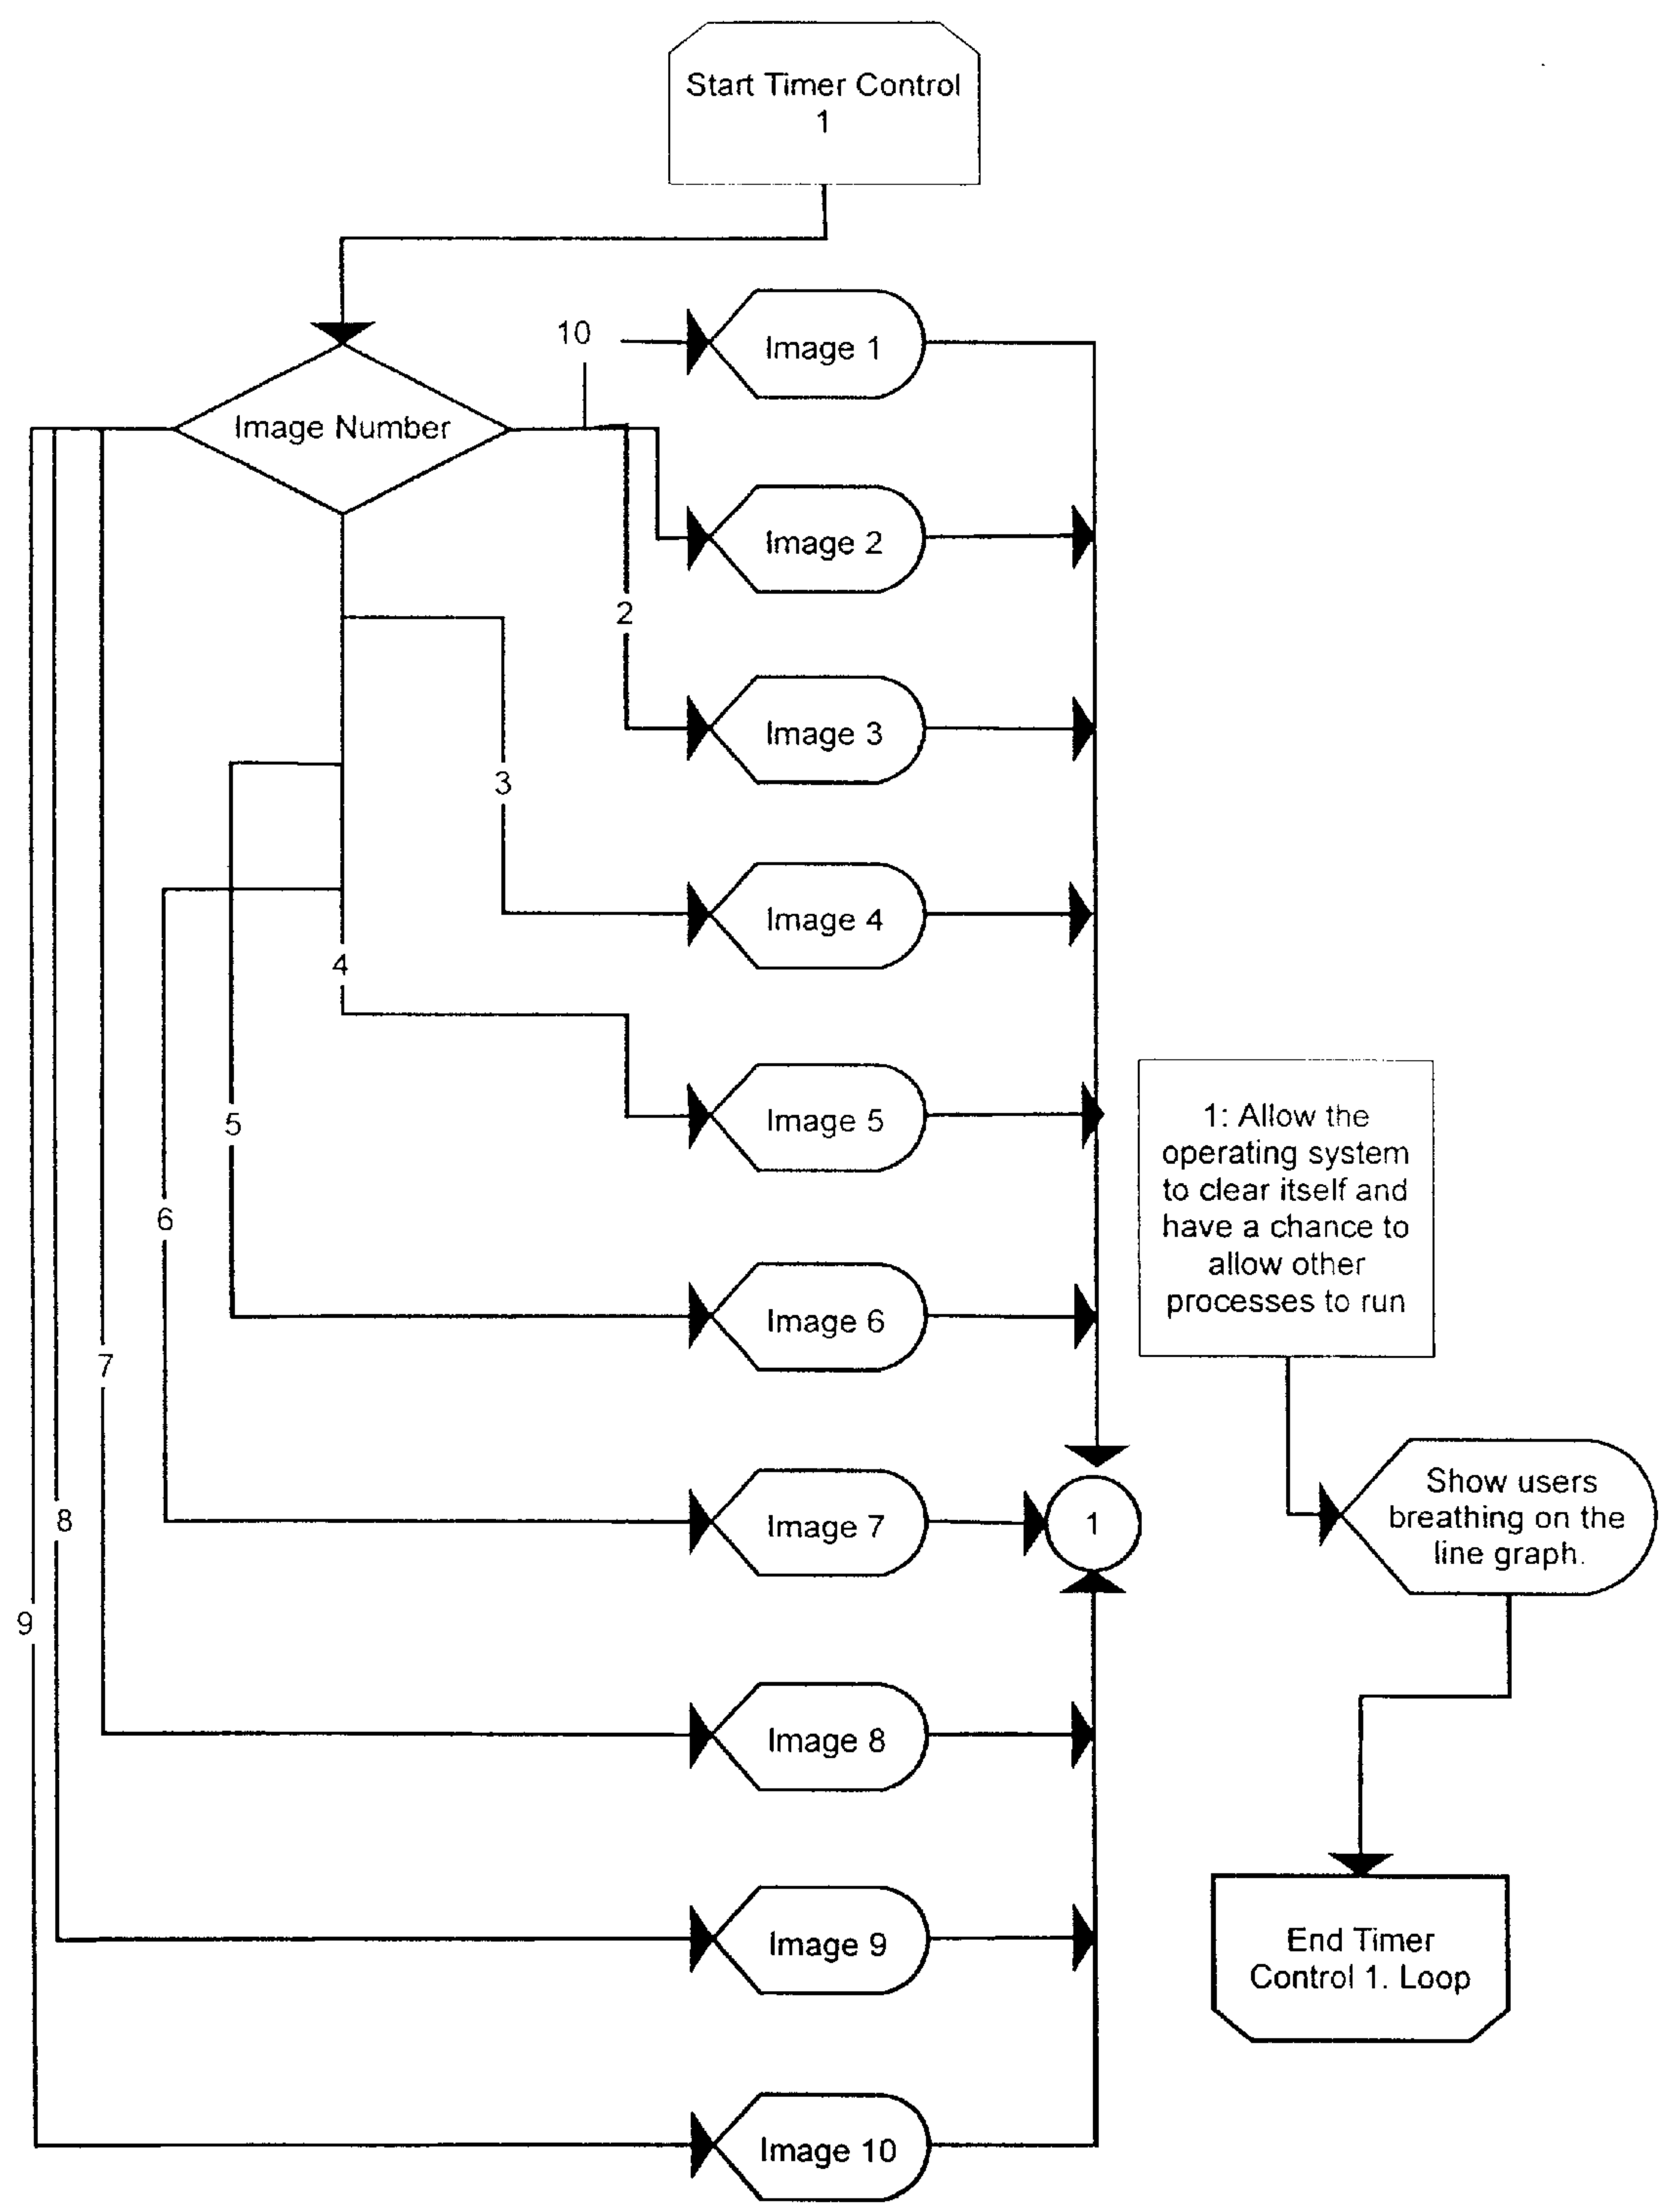 Start Timer Control
1
10
Image 1
Image Number
Image 2
2
Image 3
3
Image 4
4
Image 5
1: Allow the
operating system
to clear itself and
have a chance to
allow other
processes to run
5
6
Image 6
7
Show users
breathing on the
line graph.
8
Image 7
1
9
Image 8
End Timer
Control 1. Loop
Image 9
Image 10